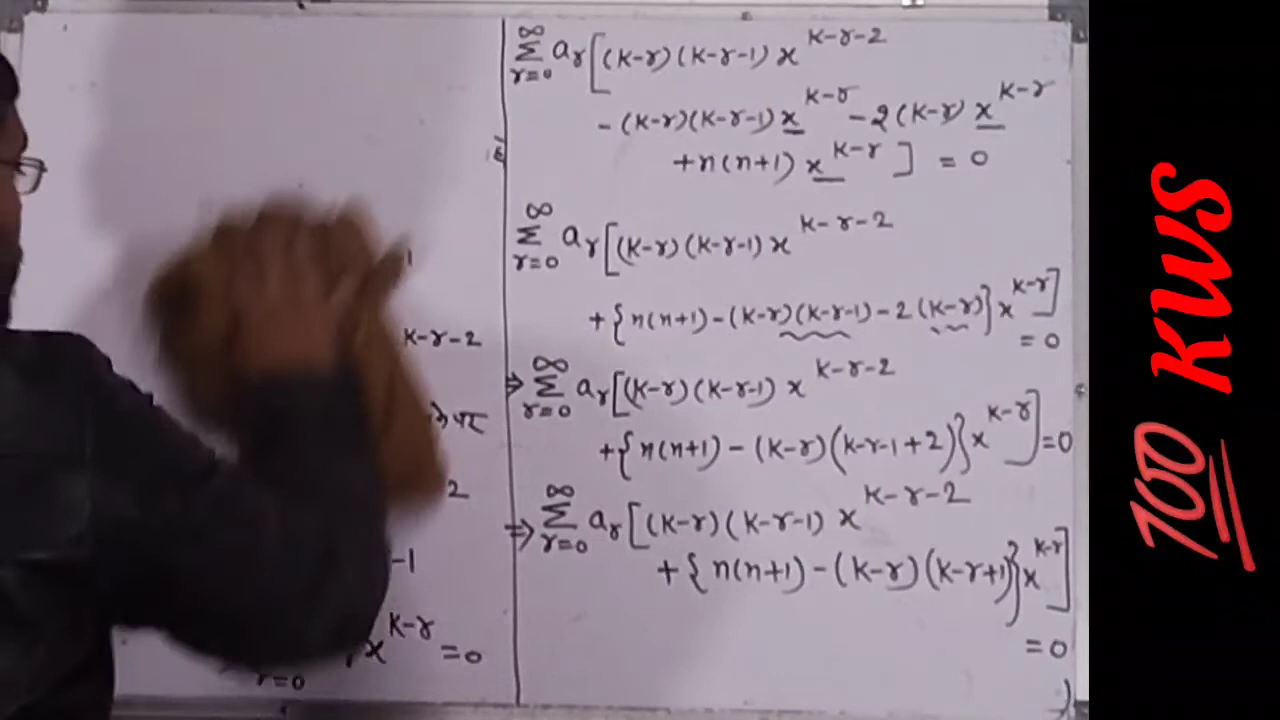 k-r-2
2
-1
x^{k-r} = 0
r=0
∞ Σ r=0 a_r [(k-r)(k-r-1) x^{k-r-2}
- (k-r)(k-r-1) x^{k-r} - 2(k-r) x^{k-r}
+ n(n+1) x^{k-r} ] = 0
∞ Σ r=0 a_r [(k-r)(k-r-1) x^{k-r-2}
+ { n(n+1) - (k-r)(k-r-1) - 2(k-r)} x^{k-r} ]
= 0
⇒ ∞ Σ r=0 a_r [(k-r)(k-r-1) x^{k-r-2}
+ { n(n+1) - (k-r)(k-r-1+2)} x^{k-r} ] = 0
⇒ ∞ Σ r=0 a_r [(k-r)(k-r-1) x^{k-r-2}
+ { n(n+1) - (k-r)(k-r+1)} x^{k-r} ]
= 0
100 KWS